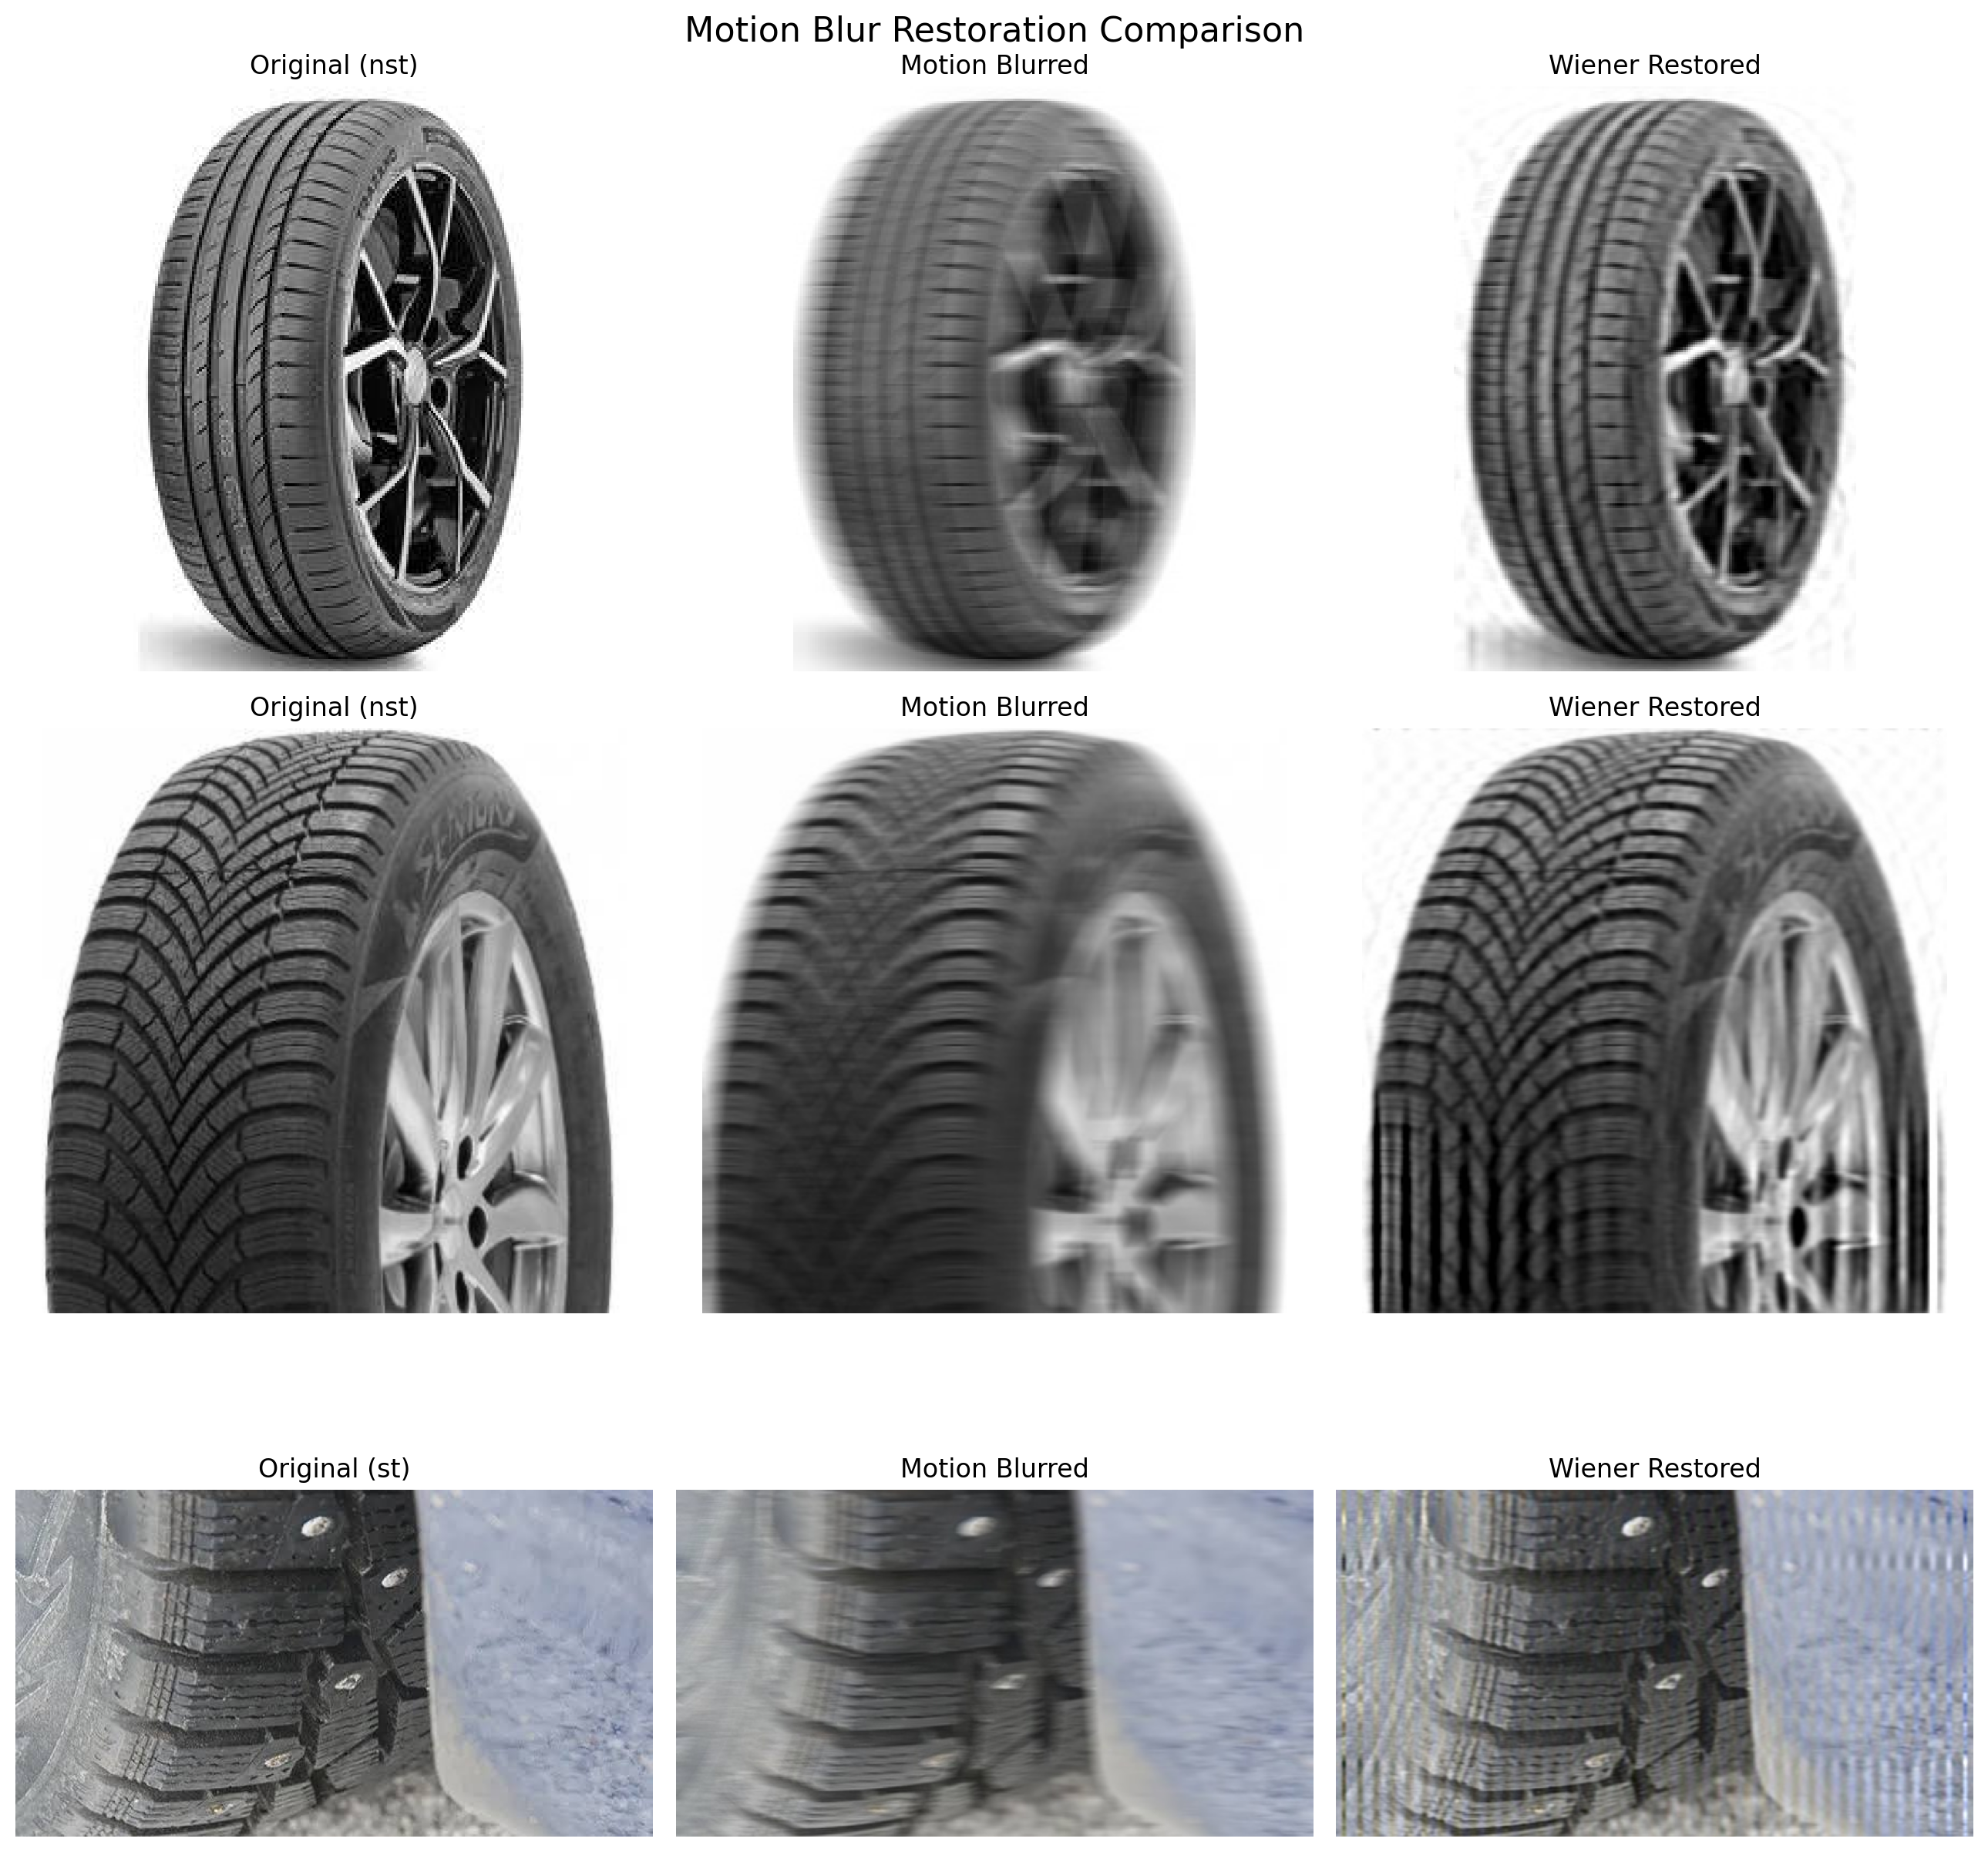 Motion Blur Restoration Comparison
Original (nst)
Motion Blurred
Wiener Restored
Original (nst)
Motion Blurred
Wiener Restored
Original (st)
Motion Blurred
Wiener Restored